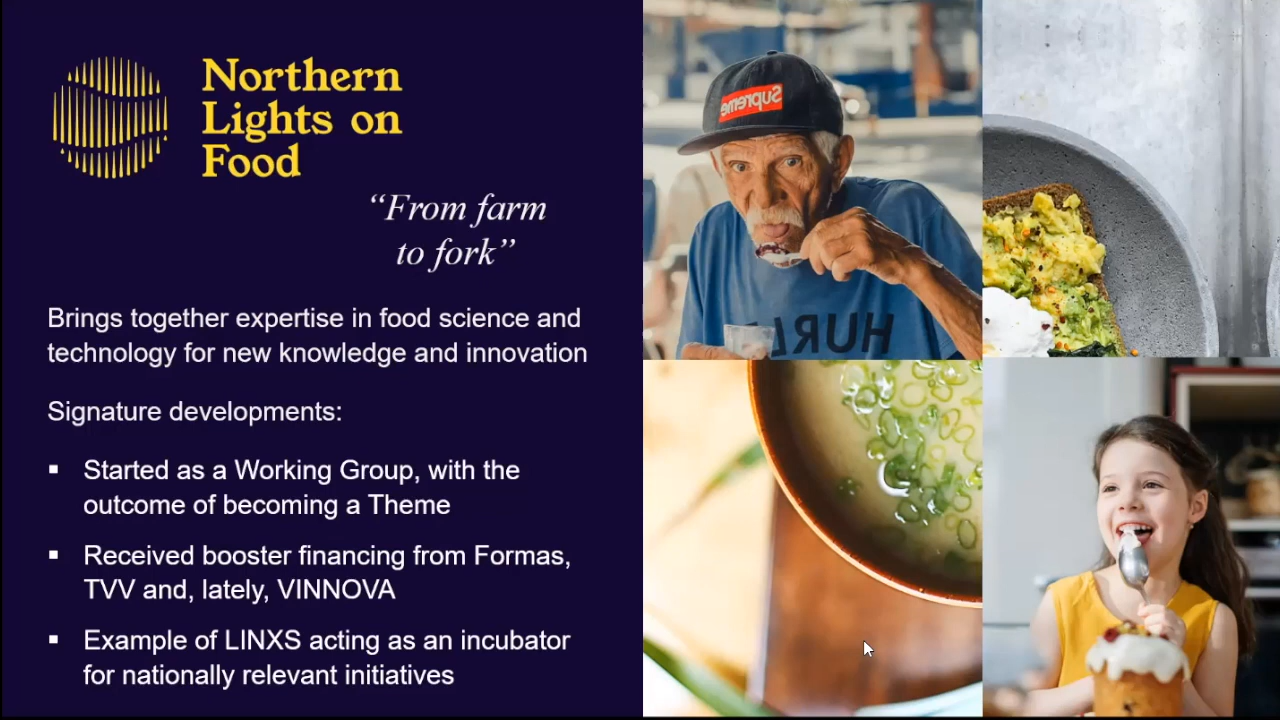 Northern
Lights on
Food
“From farm
to fork”
Brings together expertise in food science and
technology for new knowledge and innovation
Signature developments:
▪ Started as a Working Group, with the
outcome of becoming a Theme
▪ Received booster financing from Formas,
TVV and, lately, VINNOVA
▪ Example of LINXS acting as an incubator
for nationally relevant initiatives
Supreme
HURL